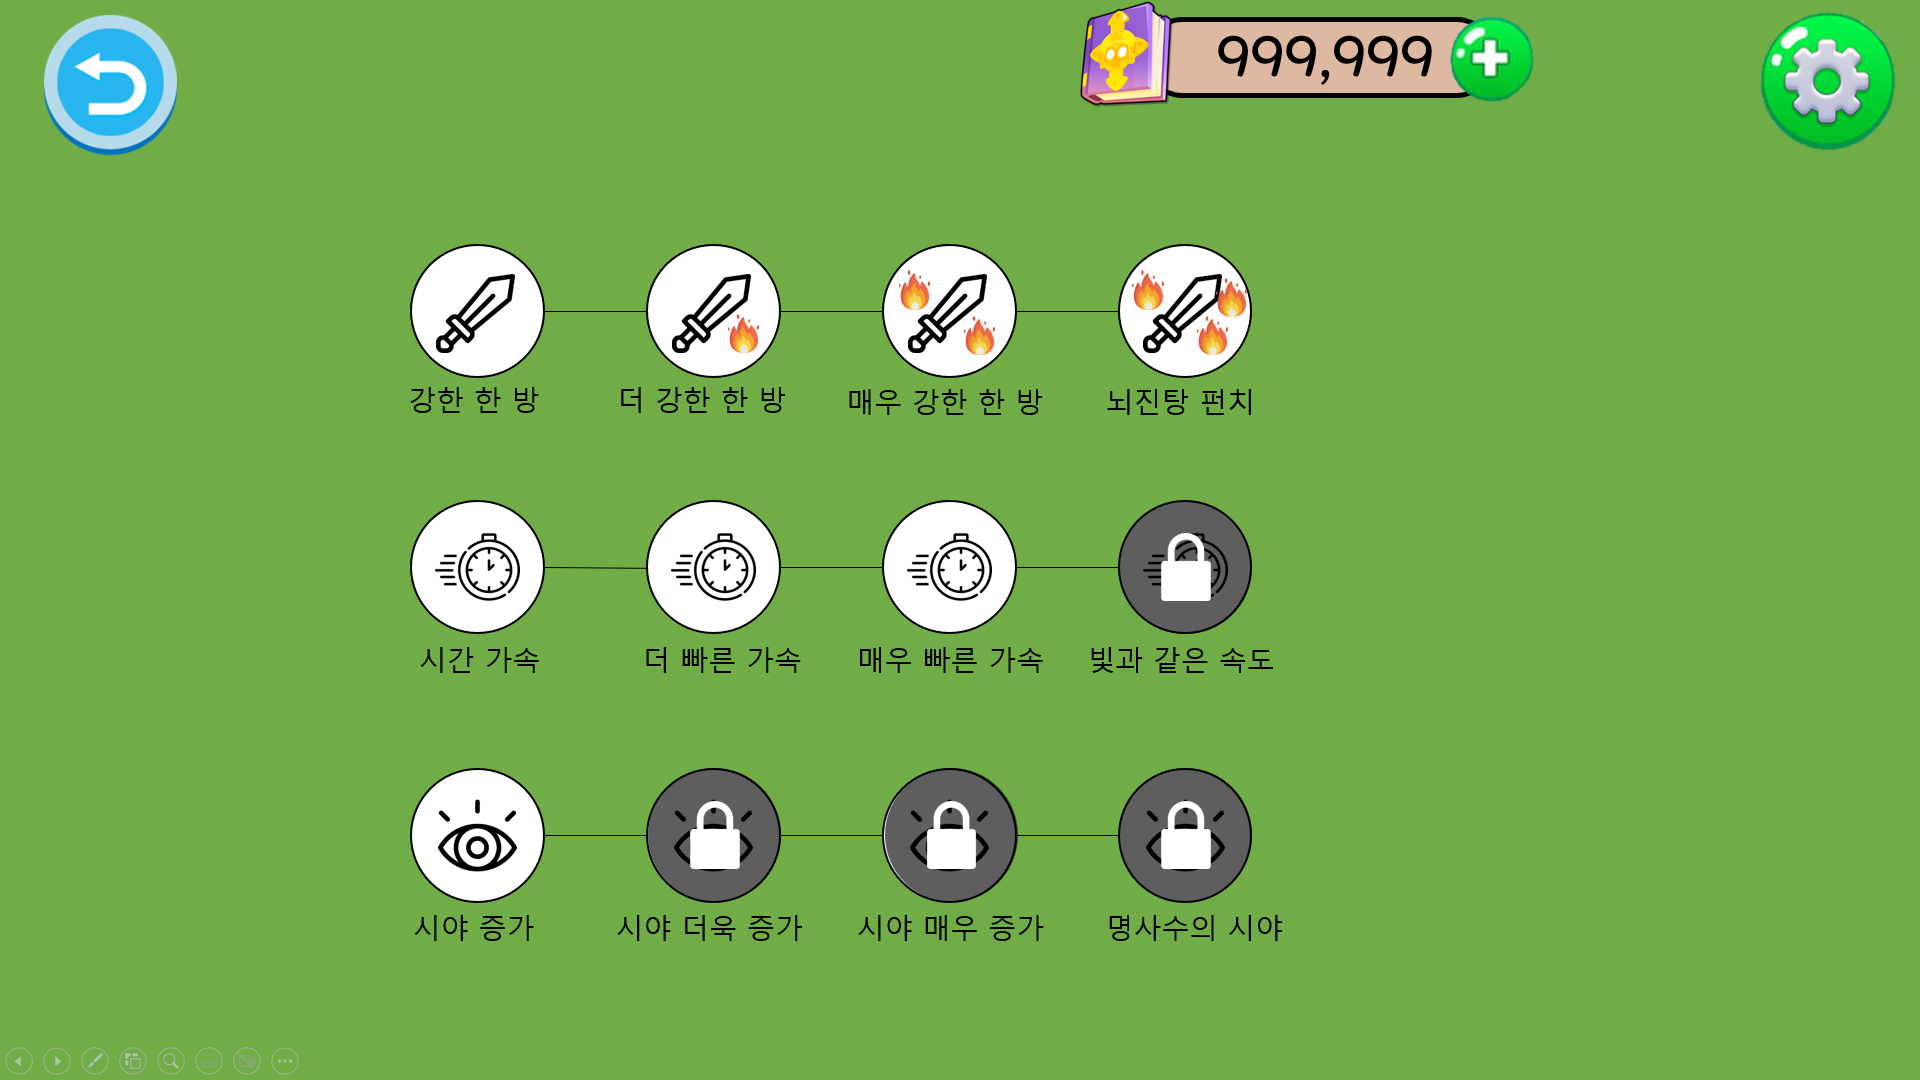 999,999
강한 한 방
더 강한 한 방
매우 강한 한 방
뇌진탕 펀치
시간 가속
더 빠른 가속
매우 빠른 가속
빛과 같은 속도
시야 증가
시야 더욱 증가
시야 매우 증가
명사수의 시야